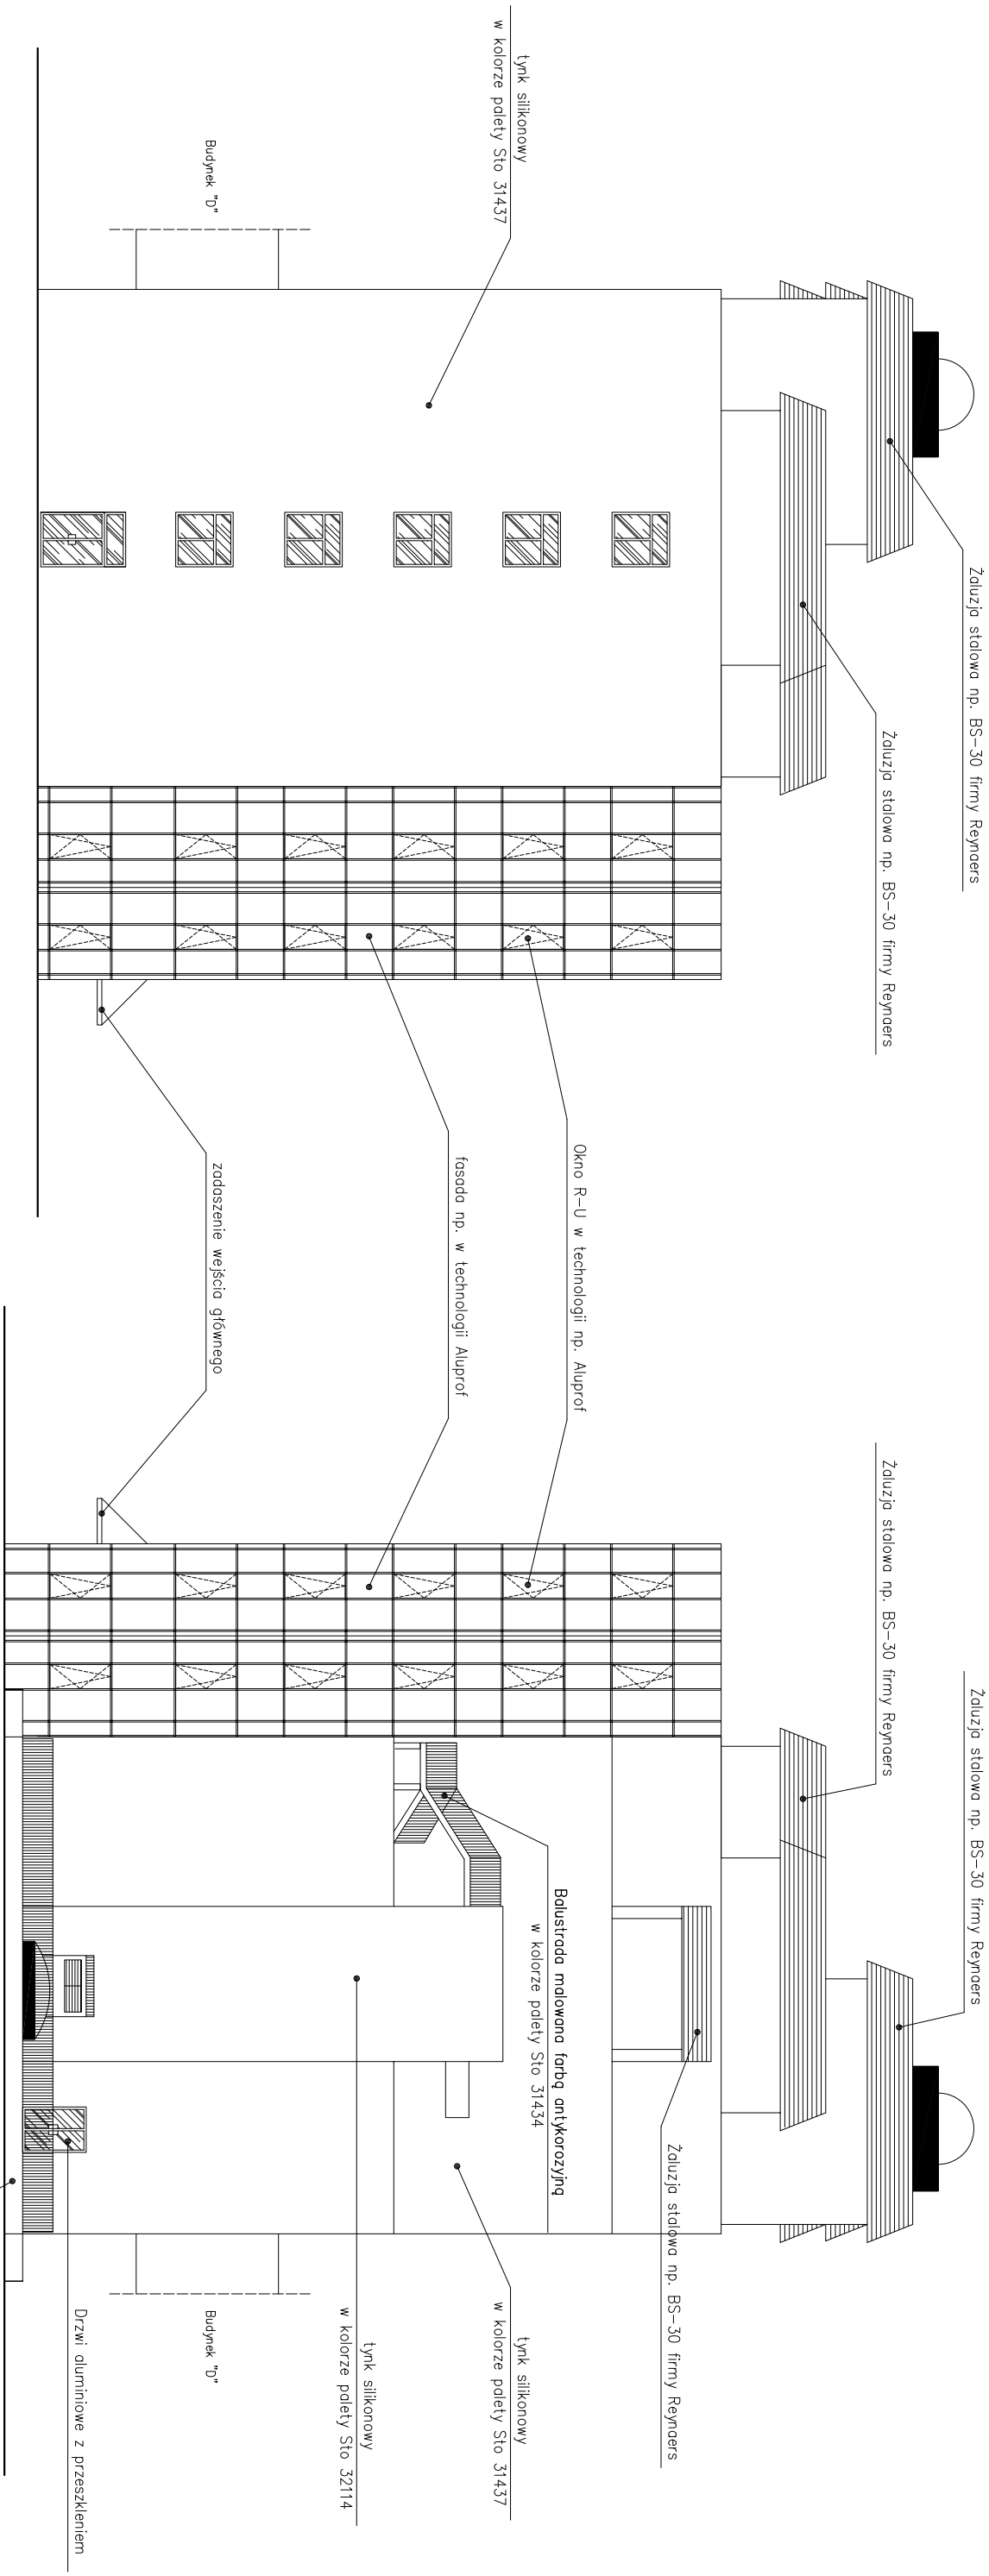 tynk silikonowy
w kolorze palety Sto 31437
Budynek "D"
Żaluzja stalowa np. BS-30 firmy Reynaers
Żaluzja stalowa np. BS-30 firmy Reynaers
Okno R-U w technologii np. Aluprof
fasada np. w technologii Aluprof
zadaszenie wejścia głównego
Żaluzja stalowa np. BS-30 firmy Reynaers
Żaluzja stalowa np. BS-30 firmy Reynaers
Balustrada malowana farbą antykorozyjną
w kolorze palety Sto 31434
Żaluzja stalowa np. BS-30 firmy Reynaers
tynk silikonowy
w kolorze palety Sto 31437
tynk silikonowy
w kolorze palety Sto 32114
Budynek "D"
Drzwi aluminiowe z przeszkleniem